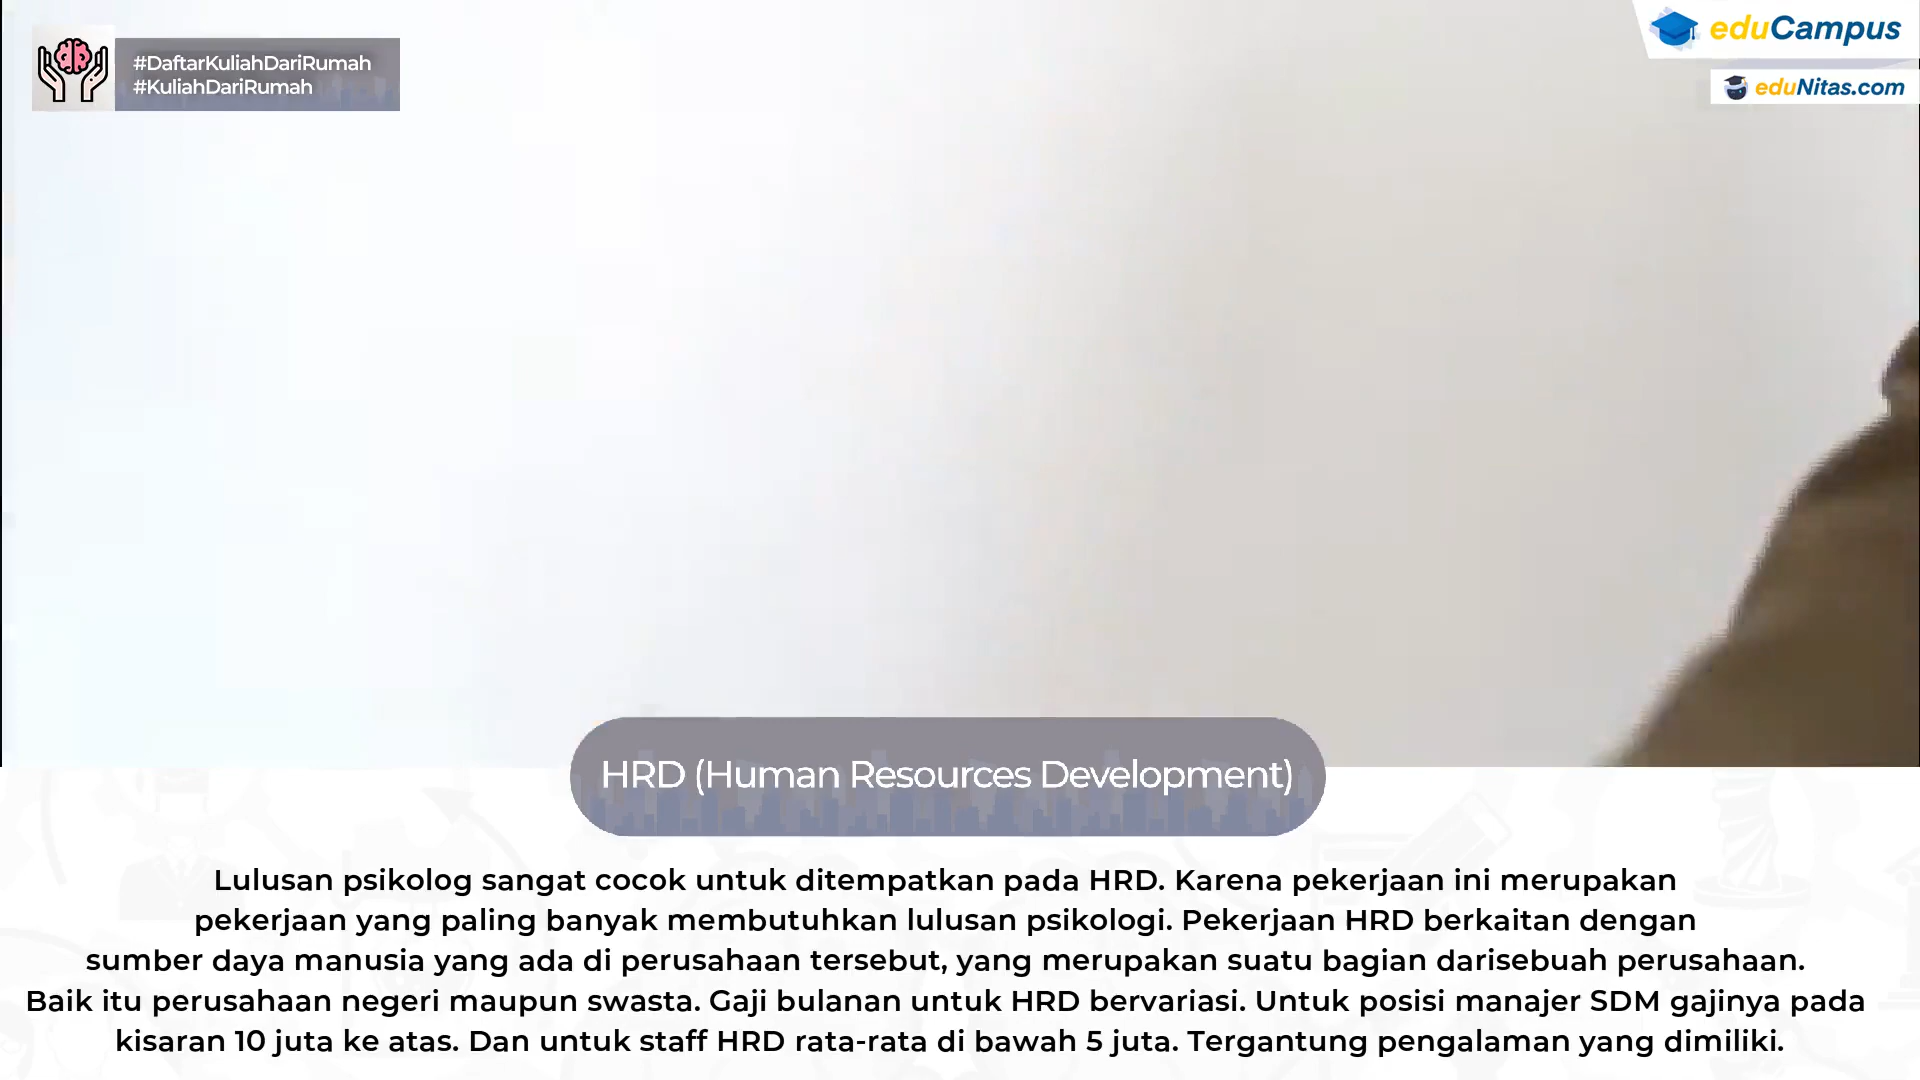 #DaftarKuliahDariRumah
#KuliahDariRumah
eduCampus
eduNitas.com
HRD (Human Resources Development)
Lulusan psikolog sangat cocok untuk ditempatkan pada HRD. Karena pekerjaan ini merupakan
pekerjaan yang paling banyak membutuhkan lulusan psikologi. Pekerjaan HRD berkaitan dengan
sumber daya manusia yang ada di perusahaan tersebut, yang merupakan suatu bagian darisebuah perusahaan.
Baik itu perusahaan negeri maupun swasta. Gaji bulanan untuk HRD bervariasi. Untuk posisi manajer SDM gajinya pada
kisaran 10 juta ke atas. Dan untuk staff HRD rata-rata di bawah 5 juta. Tergantung pengalaman yang dimiliki.